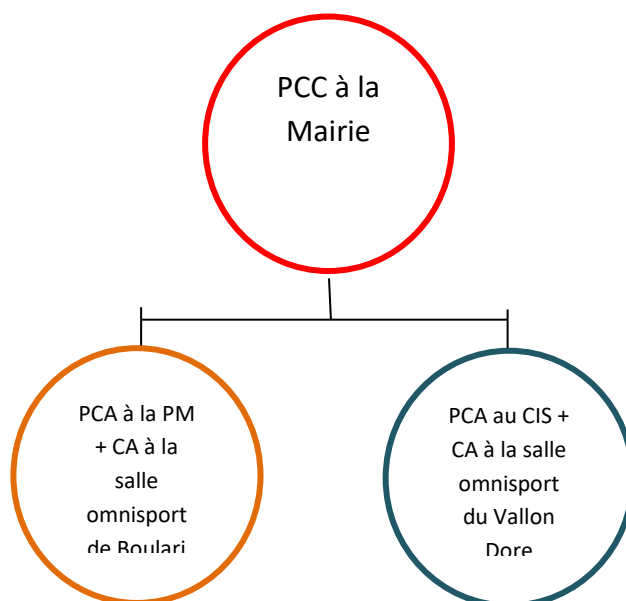 PCC à la
Mairie
PCA à la PM
+ CA à la
salle
omnisport
de Boulari
PCA au CIS +
CA à la salle
omnisport
du Vallon
Dore